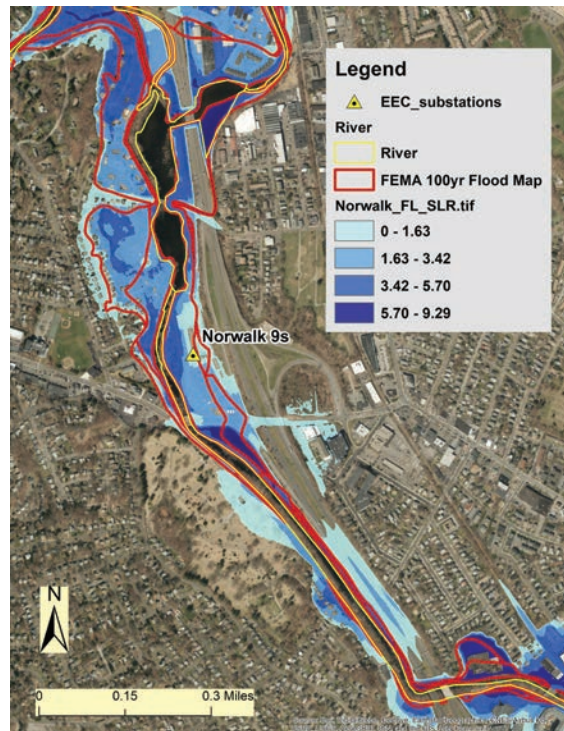 Legend
EEC_substations
River
River
FEMA 100yr Flood Map
Norwalk_FL_SLR.tif
0 - 1.63
1.63 - 3.42
3.42 - 5.70
5.70 - 9.29
Norwalk 9s
N
0 0.15 0.3 Miles